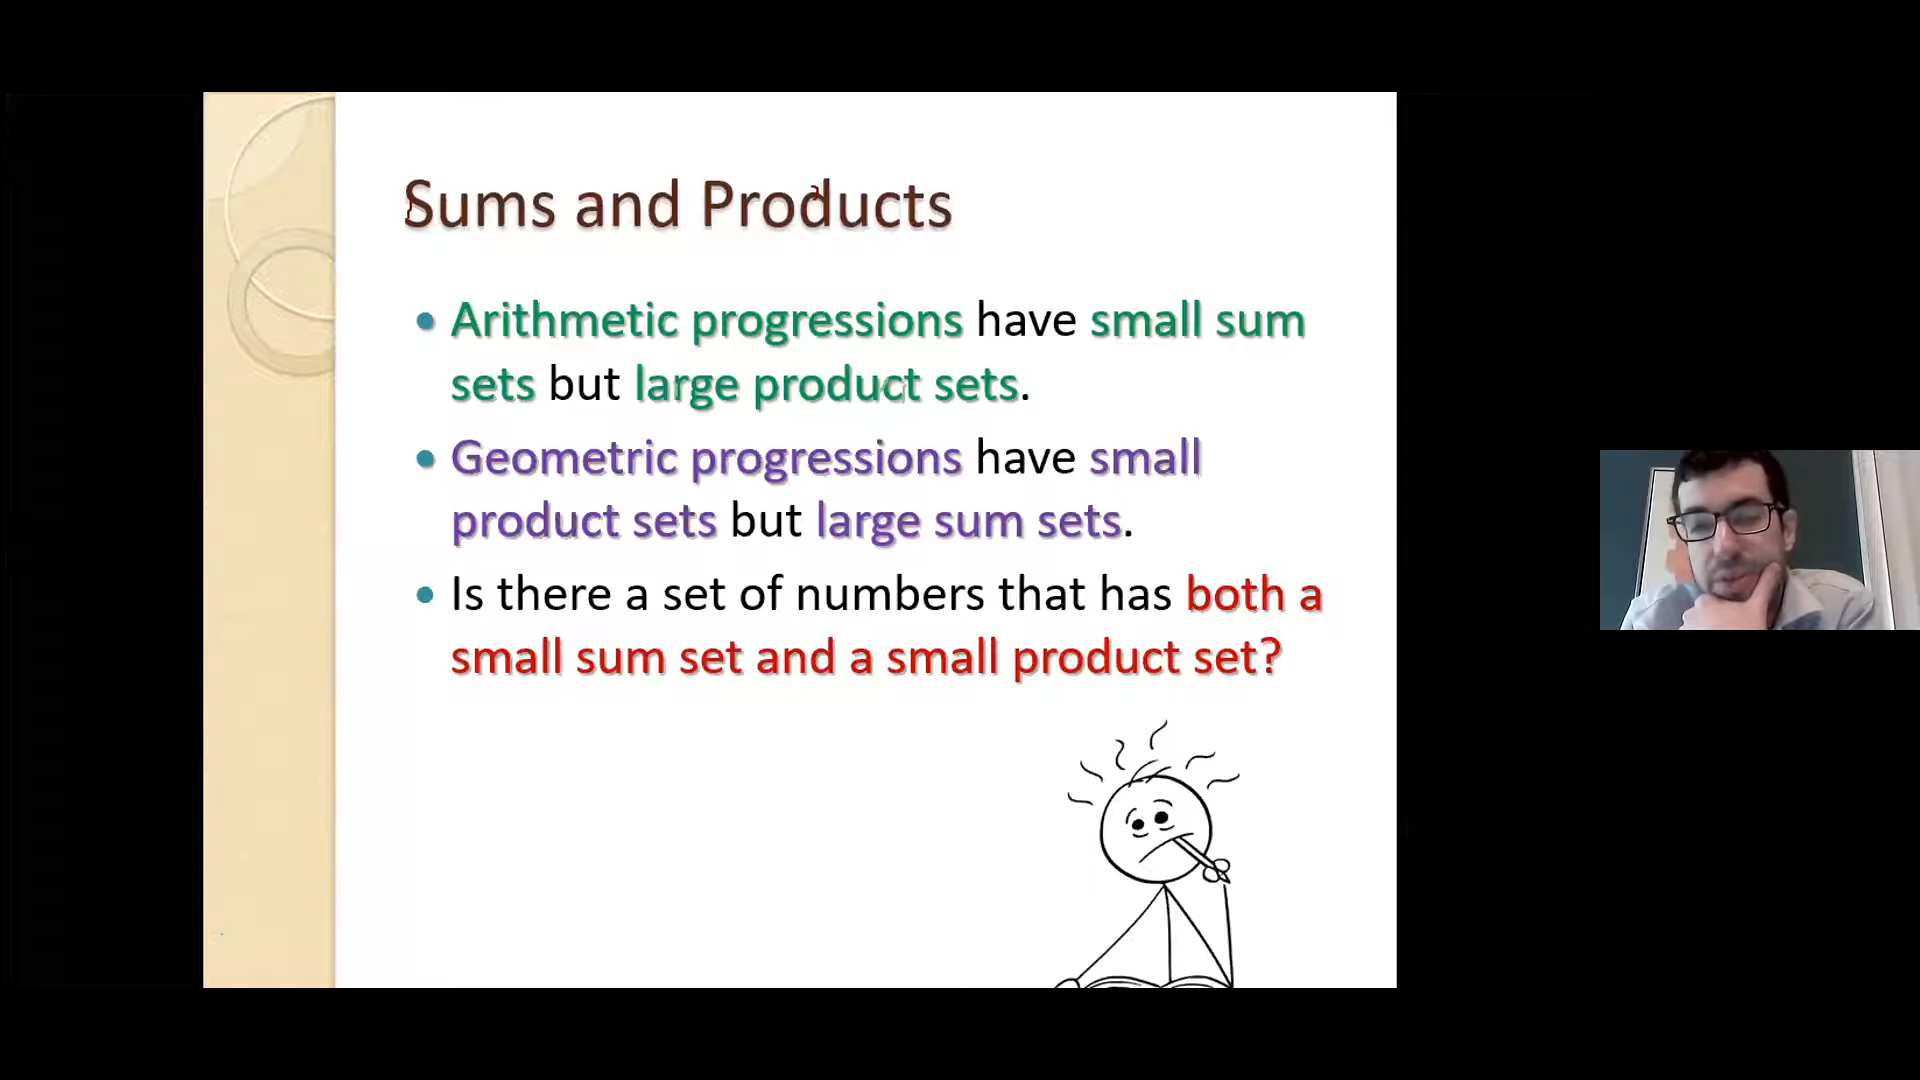 Sums and Products
Arithmetic progressions have small sum
sets but large product sets.
Geometric progressions have small
product sets but large sum sets.
Is there a set of numbers that has both a
small sum set and a small product set?